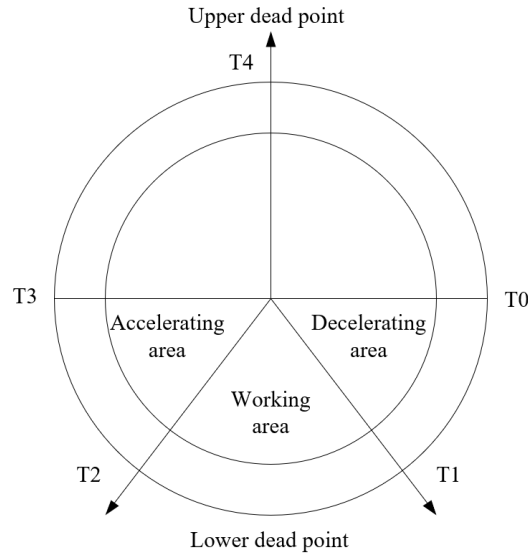 Upper dead point
T4
T3
T0
Accelerating
area
Decelerating
area
Working
area
T2
T1
Lower dead point